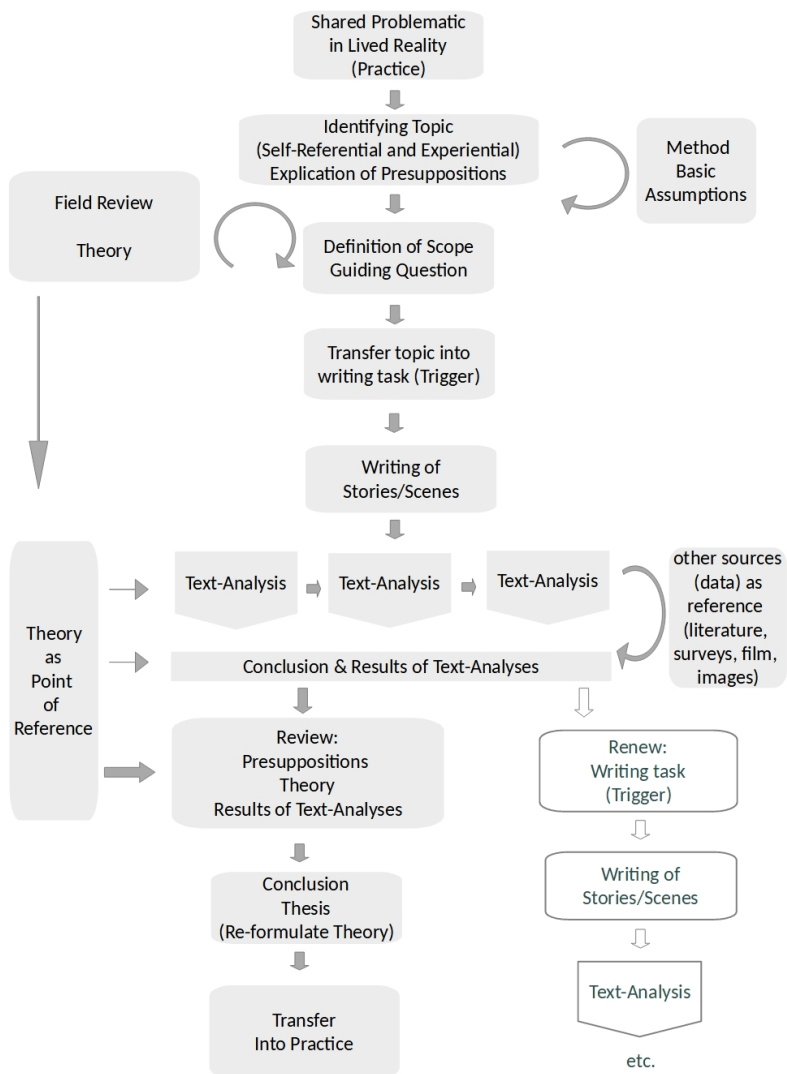 Shared Problematic
in Lived Reality
(Practice)
Identifying Topic
(Self-Referential and Experiential)
Explication of Presuppositions
Method
Basic
Assumptions
Field Review
Theory
Definition of Scope
Guiding Question
Transfer topic into
writing task (Trigger)
Writing of
Stories/Scenes
Theory
as
Point
of
Reference
Text-Analysis
Text-Analysis
Text-Analysis
other sources
(data) as
reference
(literature,
surveys, film,
images)
Conclusion & Results of Text-Analyses
Review:
Presuppositions
Theory
Results of Text-Analyses
Conclusion
Thesis
(Re-formulate Theory)
Transfer
Into Practice
Renew:
Writing task
(Trigger)
Writing of
Stories/Scenes
Text-Analysis
etc.